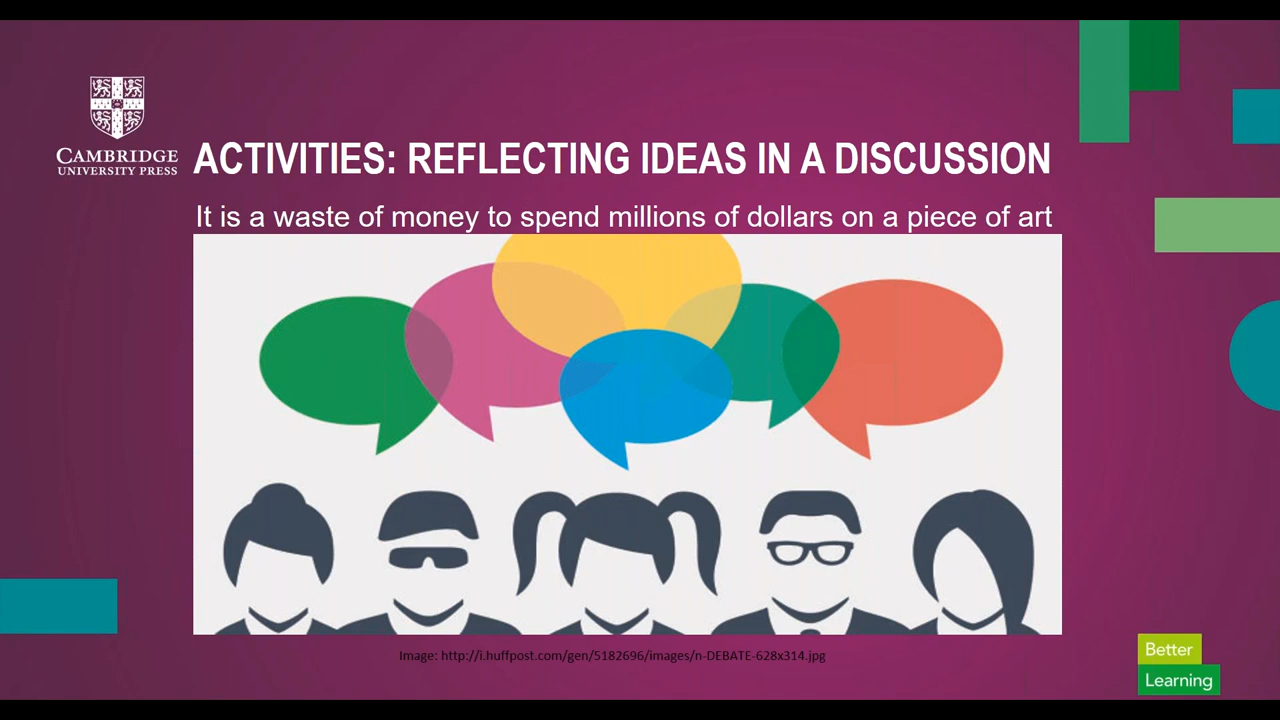 CAMBRIDGE
UNIVERSITY PRESS
ACTIVITIES: REFLECTING IDEAS IN A DISCUSSION
It is a waste of money to spend millions of dollars on a piece of art
Image: http://i.huffpost.com/gen/5182696/images/n-DEBATE-628x314.jpg
Better
Learning